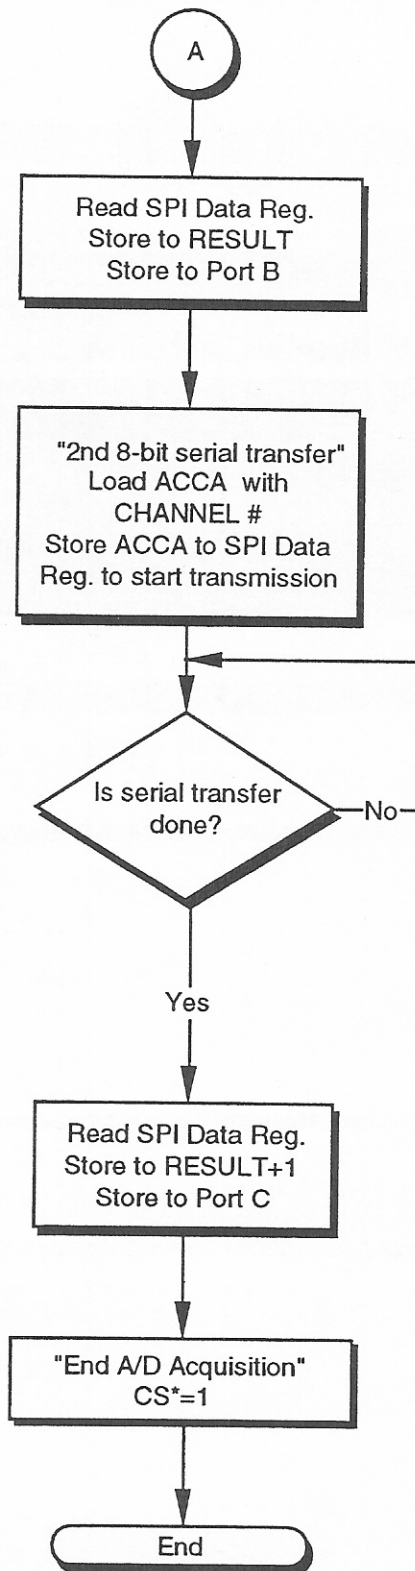 A
Read SPI Data Reg.
Store to RESULT
Store to Port B
"2nd 8-bit serial transfer"
Load ACCA with
CHANNEL #
Store ACCA to SPI Data
Reg. to start transmission
Is serial transfer
done?
No
Yes
Read SPI Data Reg.
Store to RESULT+1
Store to Port C
"End A/D Acquisition"
CS*=1
End